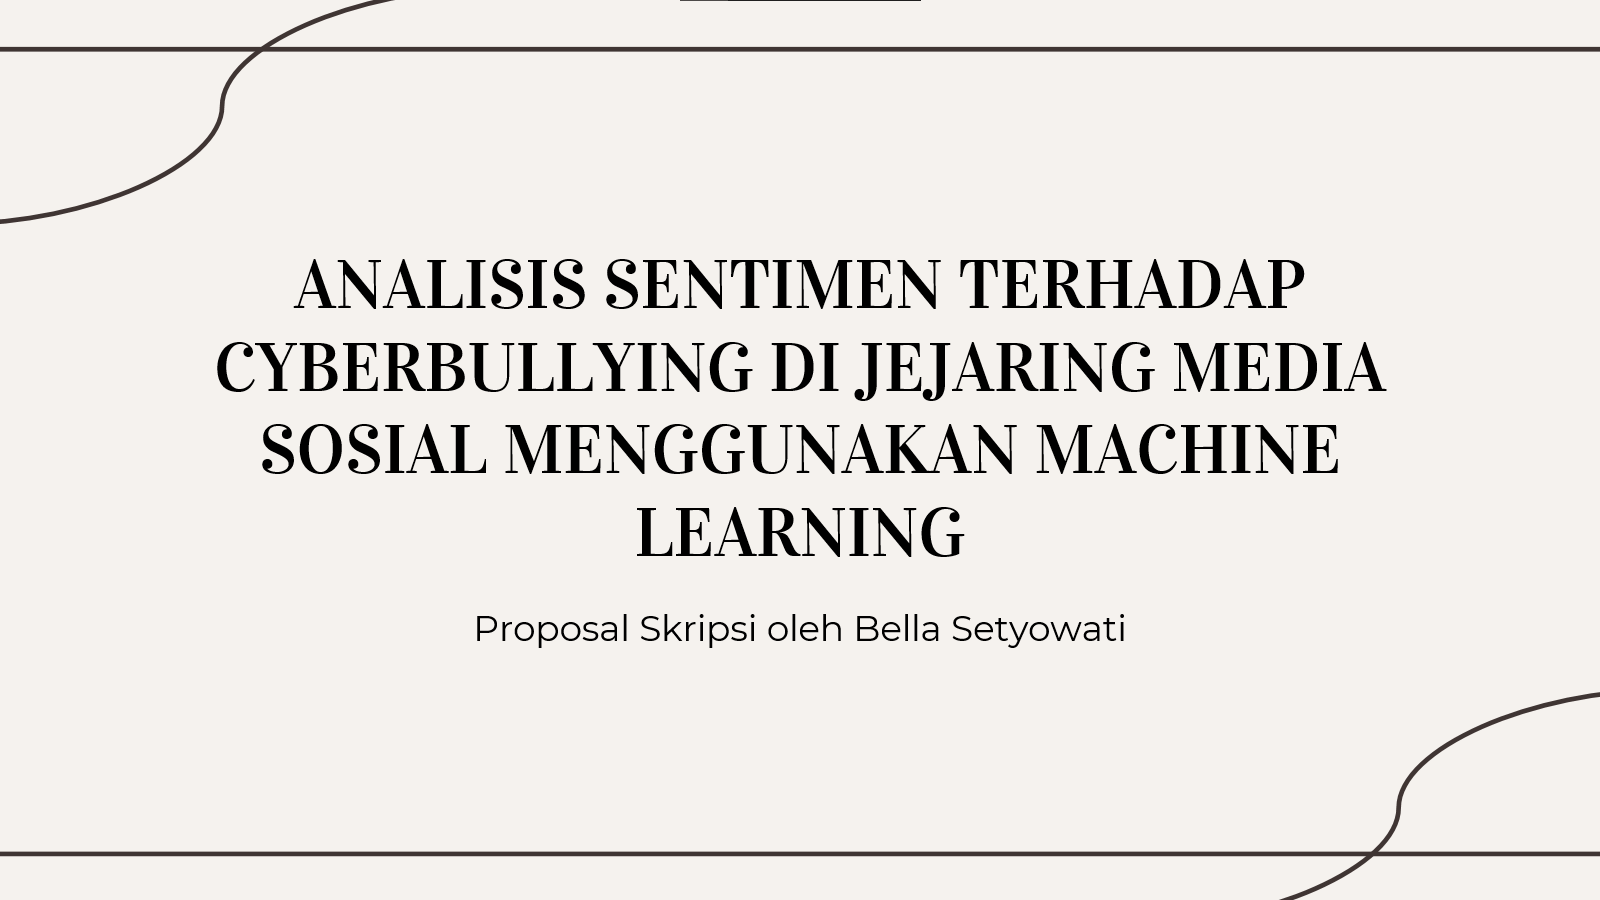 ANALISIS SENTIMEN TERHADAP
CYBERBULLYING DI JEJARING MEDIA
SOSIAL MENGGUNAKAN MACHINE
LEARNING
Proposal Skripsi oleh Bella Setyowati